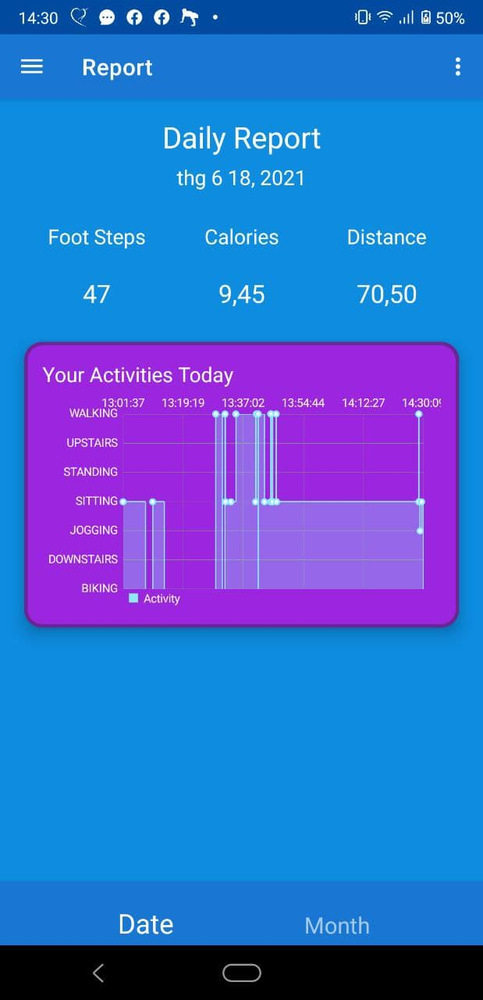 14:30 50%
Report
Daily Report
thg 6 18, 2021
Foot Steps Calories Distance
47 9,45 70,50
Your Activities Today
13:01:37 13:19:19 13:37:02 13:54:44 14:12:27 14:30:09
WALKING
UPSTAIRS
STANDING
SITTING
JOGGING
DOWNSTAIRS
BIKING
Activity
Date Month